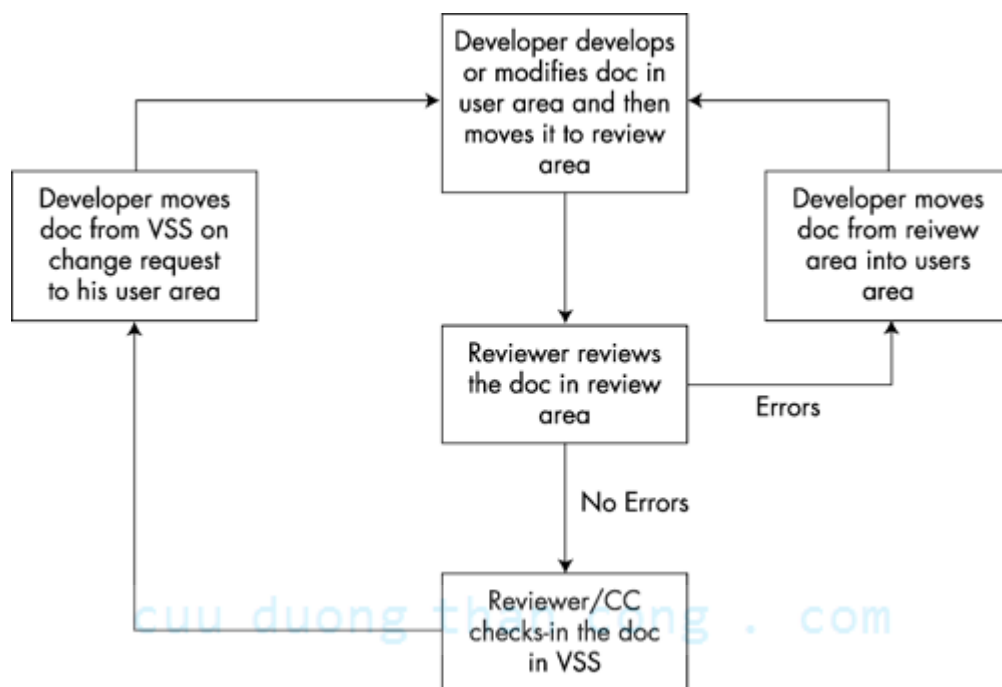 Developer develops
or modifies doc in
user area and then
moves it to review
area
Developer moves
doc from VSS on
change request
to his user area
Developer moves
doc from reivew
area into users
area
Reviewer reviews
the doc in review
area
Errors
No Errors
Reviewer/CC
checks-in the doc
in VSS
cuu duong than cong . com